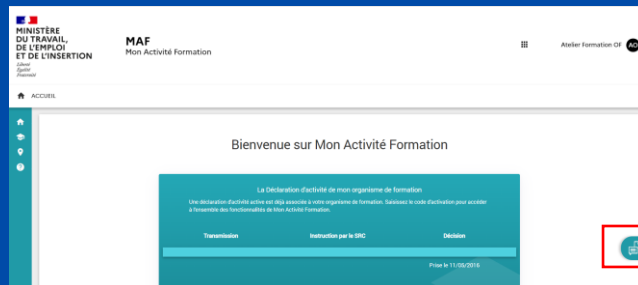 MINISTÈRE
DU TRAVAIL,
DE L'EMPLOI
ET DE L'INSERTION
Liberté
Égalité
Fraternité
MAF
Mon Activité Formation
Atelier Formation OF AO
ACCUEIL
Bienvenue sur Mon Activité Formation
La Déclaration d'activité de mon organisme de formation
Une déclaration d'activité active est déjà associée à votre organisme de formation. Saisissez le code d'activation pour accéder
à l'ensemble des fonctionnalités de Mon Activité Formation.
Transmission Instruction par le SRC Décision
Prise le 11/08/2016